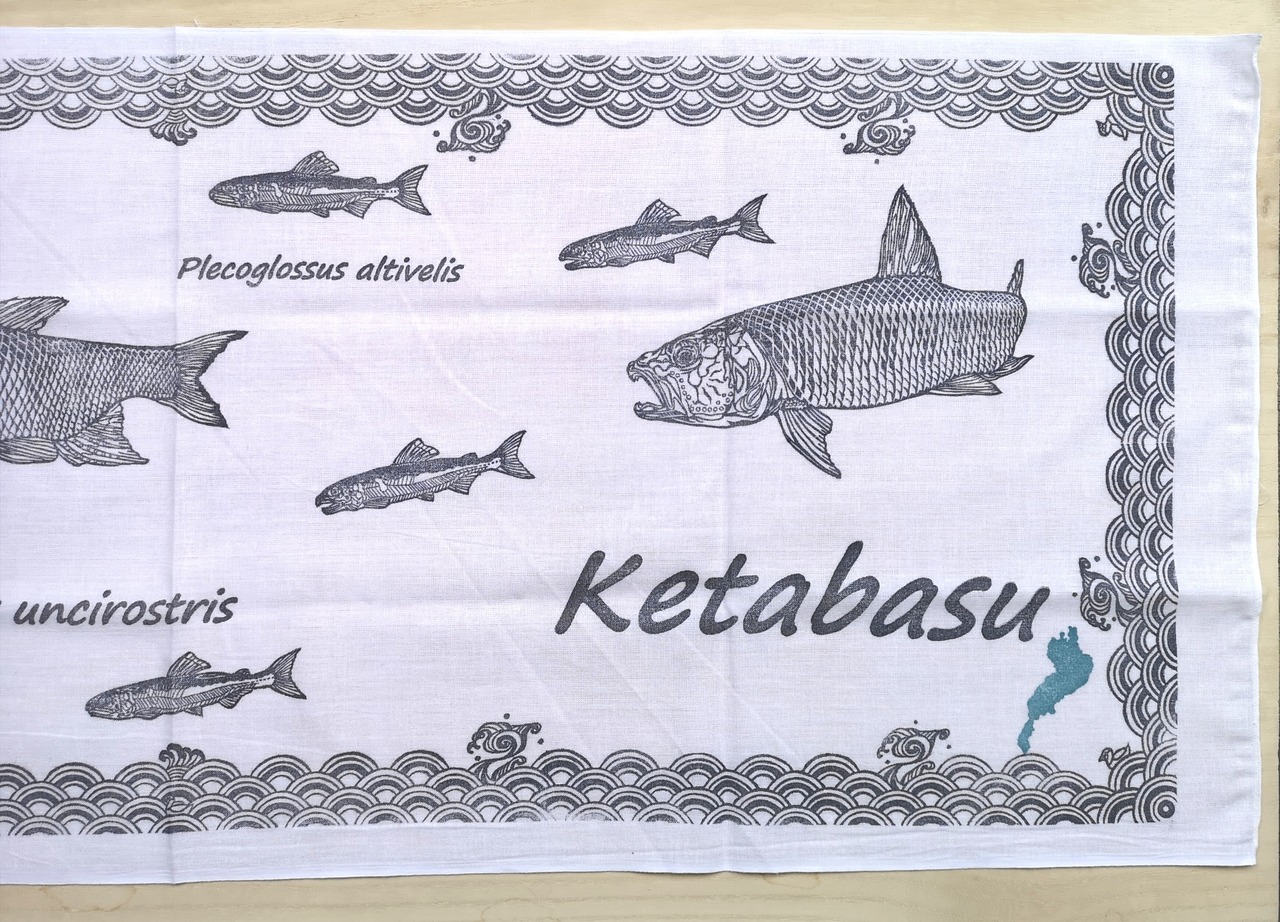 Plecoglossus altivelis
uncirostris
Ketabasu